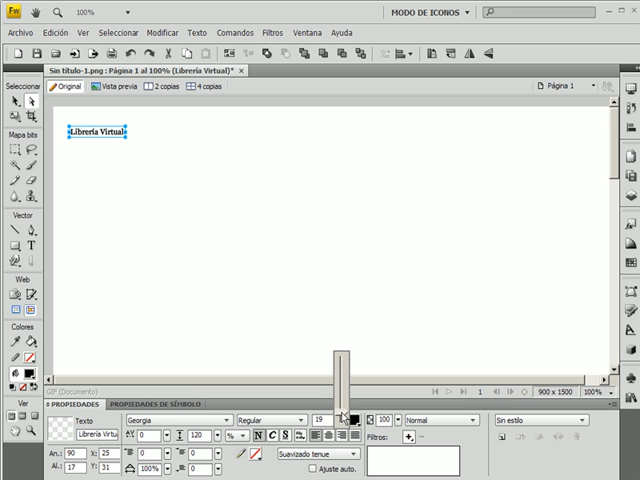 Fw 100% MODO DE ICONOS
Archivo Edición Ver Seleccionar Modificar Texto Comandos Filtros Ventana Ayuda
Sin título-1.png : Página 1 al 100% (Librería Virtual)*
Seleccionar Original Vista previa 2 copias 4 copias Página 1
Librería Virtual
Mapa bits
Vector
Web
Colores
Ver
GIF (Documento) 1 900 x 1500 100%
PROPIEDADES PROPIEDADES DE SÍMBOLO
Texto Georgia Regular 19 100 Normal Sin estilo
Librería Virtu 0 120 % N C S Filtros:
An.: 90 X: 25 0 0 Suavizado tenue
Al.: 17 Y: 31 100% 0 Ajuste auto.